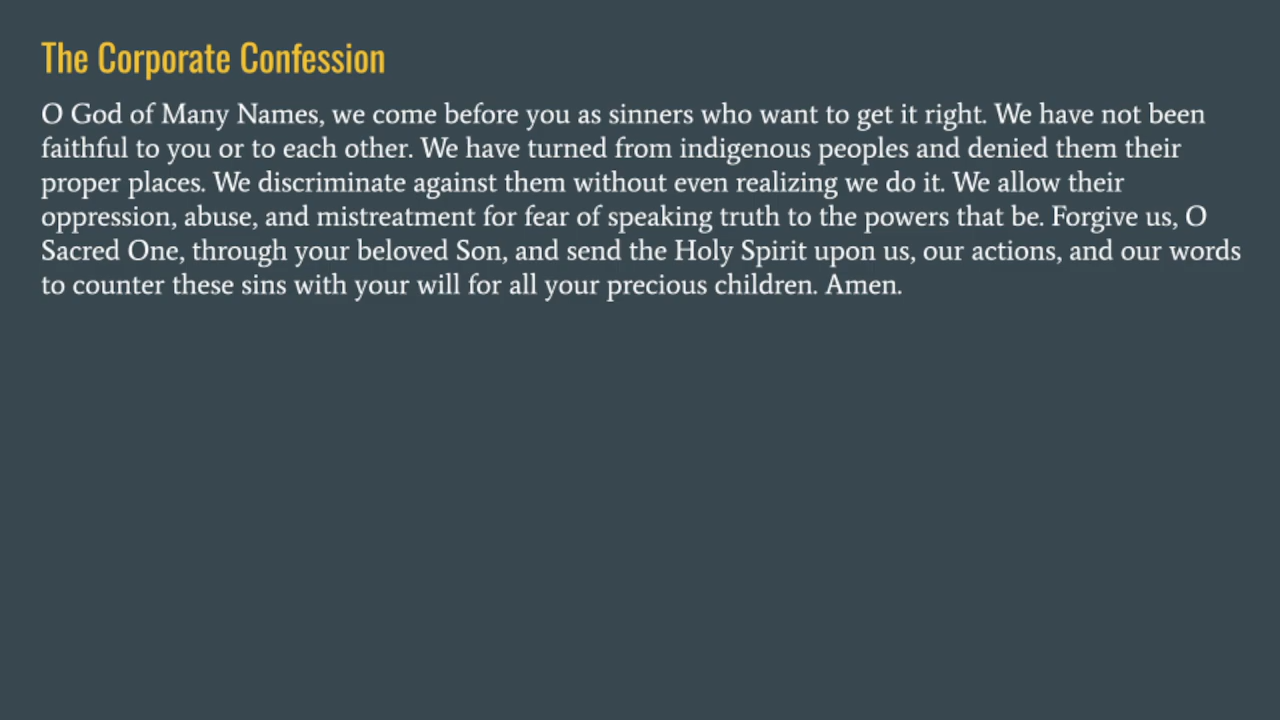 The Corporate Confession
O God of Many Names, we come before you as sinners who want to get it right. We have not been
faithful to you or to each other. We have turned from indigenous peoples and denied them their
proper places. We discriminate against them without even realizing we do it. We allow their
oppression, abuse, and mistreatment for fear of speaking truth to the powers that be. Forgive us, O
Sacred One, through your beloved Son, and send the Holy Spirit upon us, our actions, and our words
to counter these sins with your will for all your precious children. Amen.